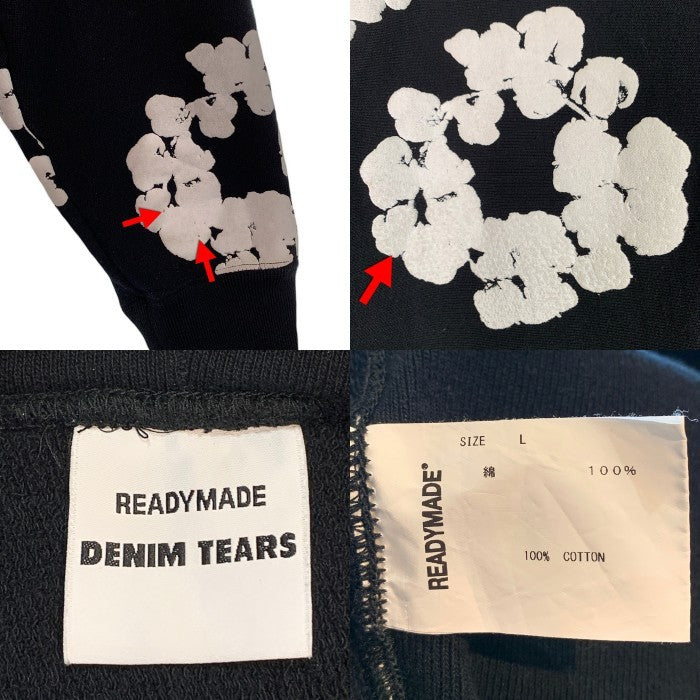 READYMADE
DENIM TEARS
SIZE L
綿 100%
100% COTTON
READYMADE®